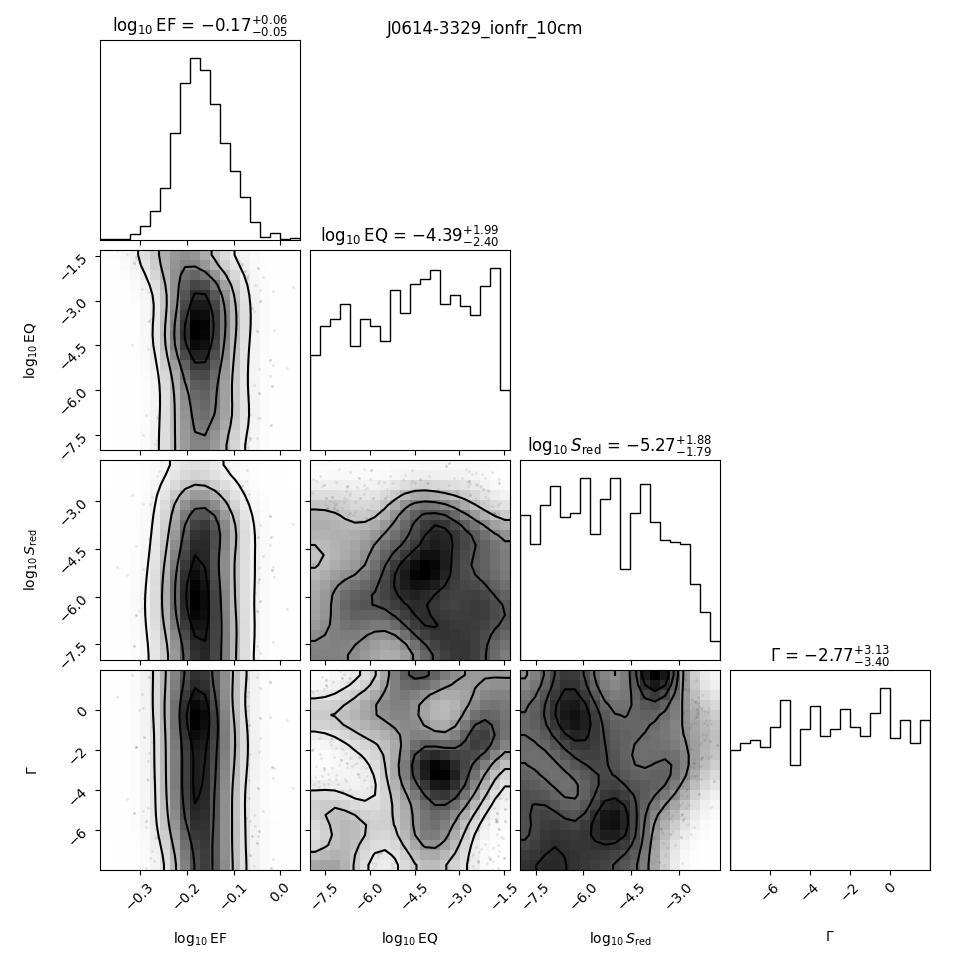 J0614-3329_ionfr_10cm
log₁₀ EF = −0.17 +0.06 −0.05
log₁₀ EQ = −4.39 +1.99 −2.40
log₁₀ S_red = −5.27 +1.88 −1.79
Γ = −2.77 +3.13 −3.40
log₁₀ EQ
−1.5
−3.0
−4.5
−6.0
−7.5
log₁₀ S_red
−3.0
−4.5
−6.0
−7.5
Γ
0
−2
−4
−6
−0.3 −0.2 −0.1 0.0
−7.5 −6.0 −4.5 −3.0 −1.5
−7.5 −6.0 −4.5 −3.0
−6 −4 −2 0
log₁₀ EF
log₁₀ EQ
log₁₀ S_red
Γ